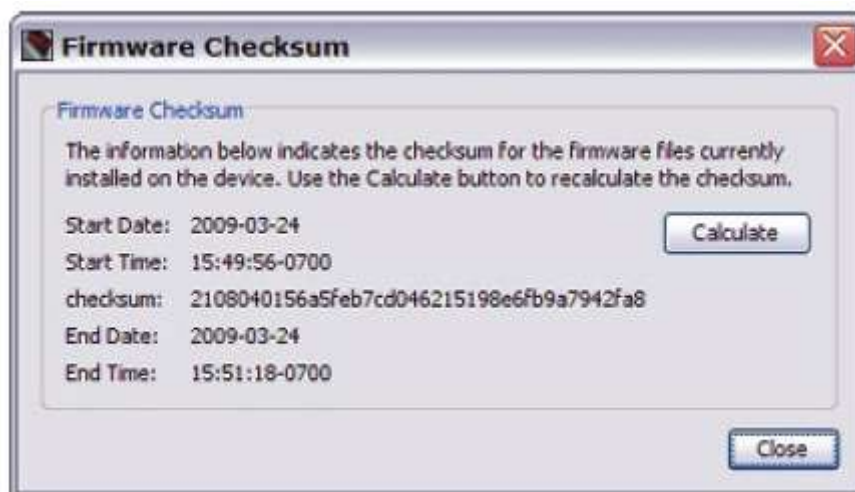 Firmware Checksum
Firmware Checksum
The information below indicates the checksum for the firmware files currently
installed on the device. Use the Calculate button to recalculate the checksum.
Start Date: 2009-03-24
Calculate
Start Time: 15:49:56-0700
checksum: 2108040156a5feb7cd046215198e6fb9a7942fa8
End Date: 2009-03-24
End Time: 15:51:18-0700
Close